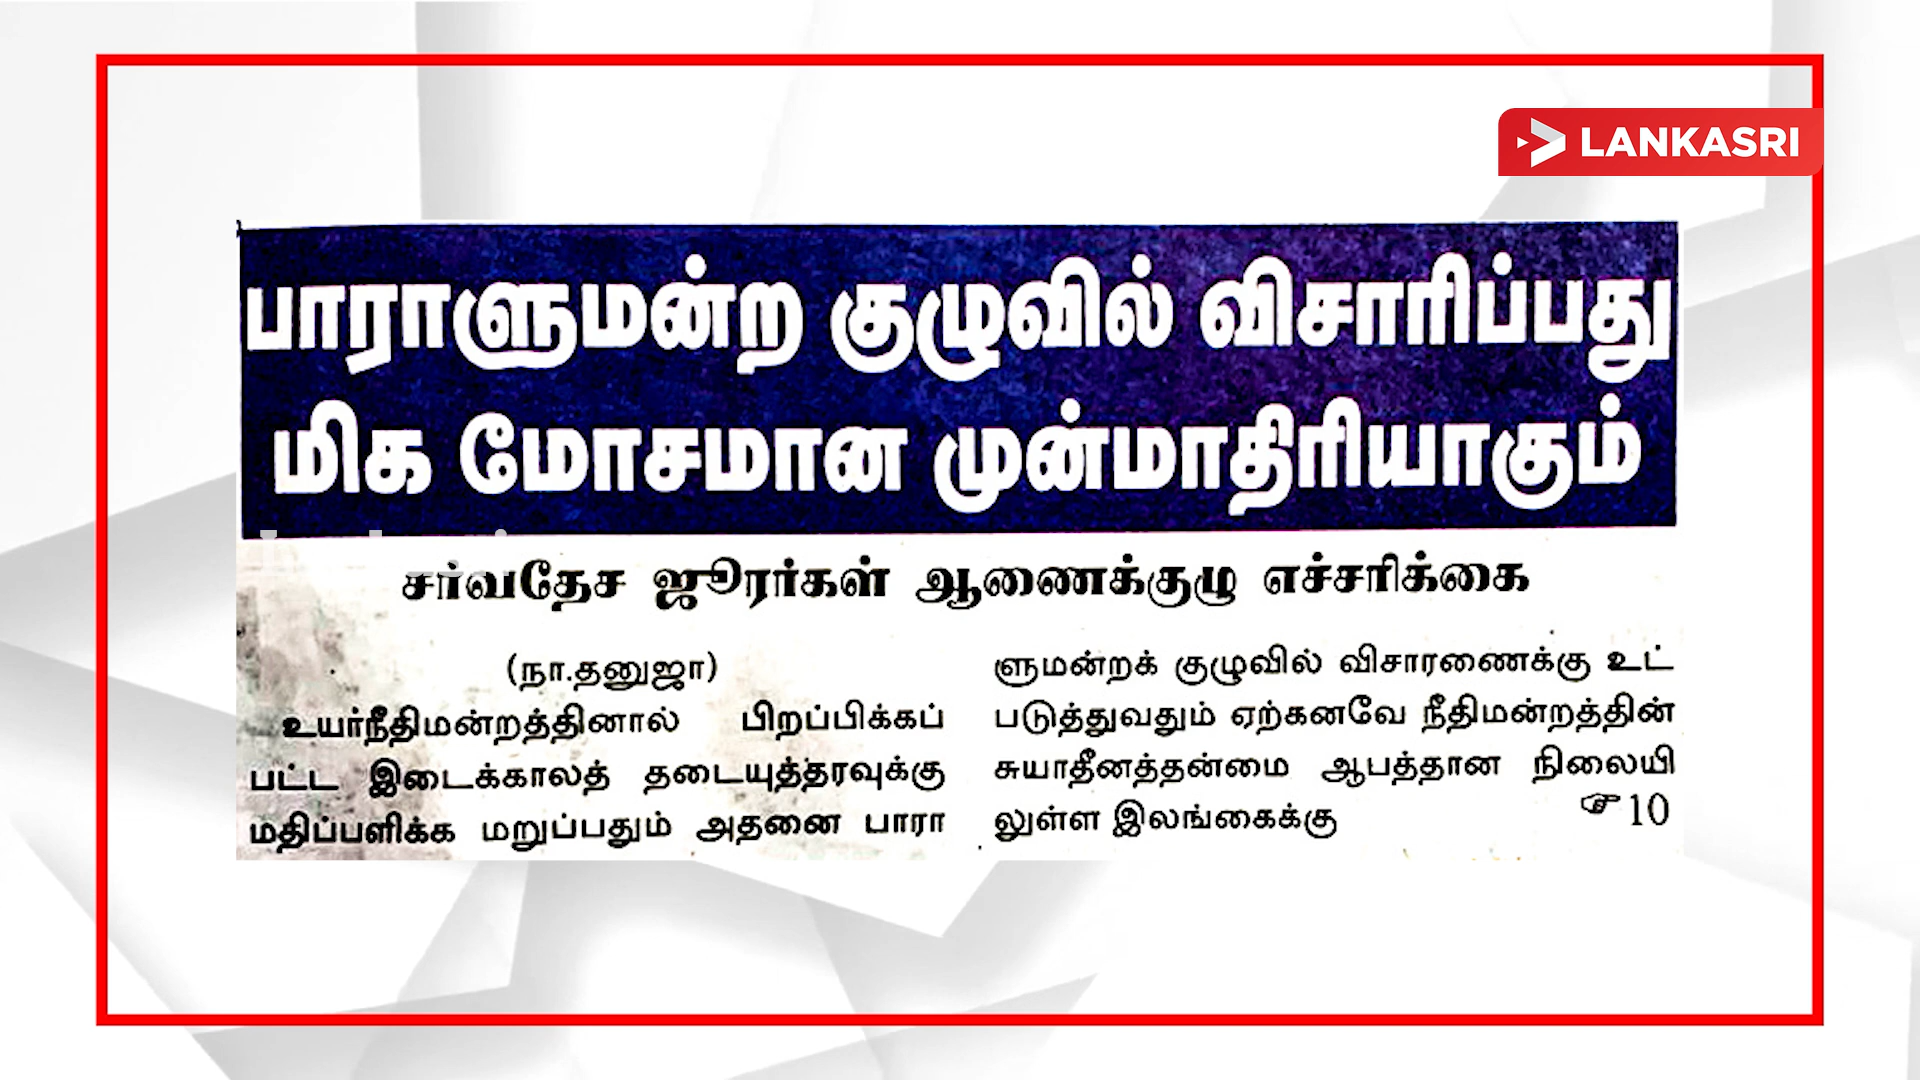 LANKASRI
பாராளுமன்ற குழுவில் விசாரிப்பது
மிக மோசமான முன்மாதிரியாகும்
சர்வதேச ஜூரர்கள் ஆணைக்குழு எச்சரிக்கை
(நா.தனுஜா)
உயர்நீதிமன்றத்தினால் பிறப்பிக்கப்
பட்ட இடைக்காலத் தடையுத்தரவுக்கு
மதிப்பளிக்க மறுப்பதும் அதனை பாரா
ளுமன்றக் குழுவில் விசாரணைக்கு உட்
படுத்துவதும் ஏற்கனவே நீதிமன்றத்தின்
சுயாதீனத்தன்மை ஆபத்தான நிலையி
லுள்ள இலங்கைக்கு ☞10